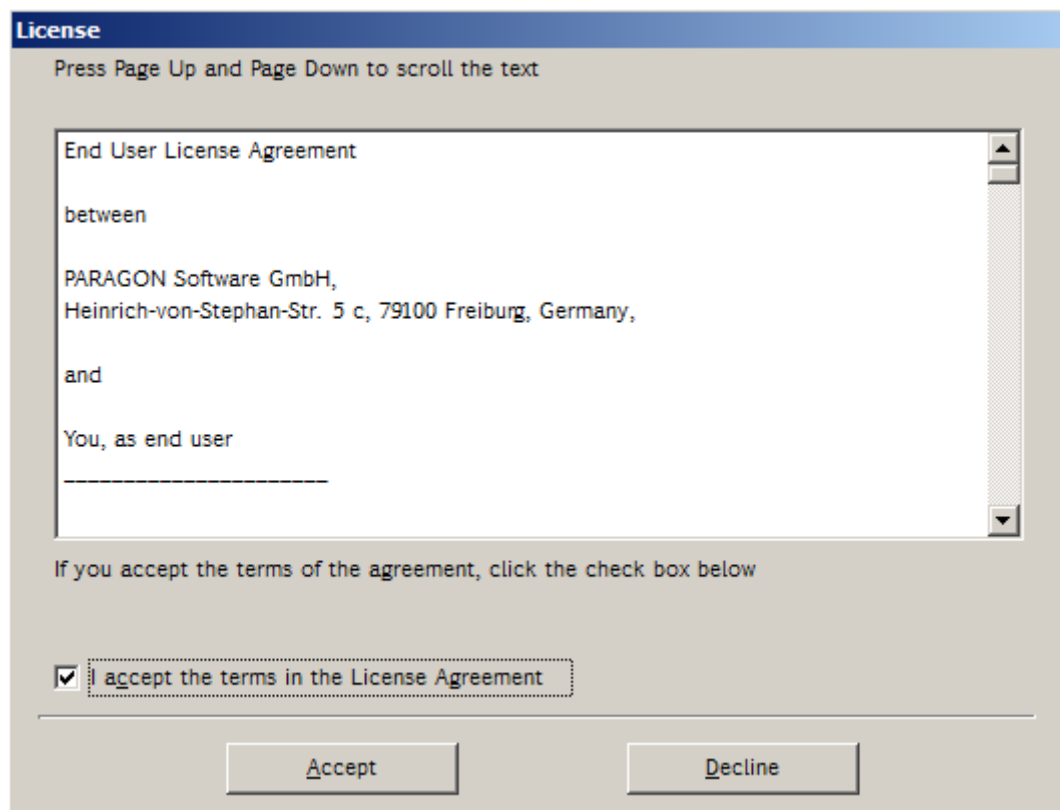 License
Press Page Up and Page Down to scroll the text
End User License Agreement
between
PARAGON Software GmbH,
Heinrich-von-Stephan-Str. 5 c, 79100 Freiburg, Germany,
and
You, as end user
______________________
If you accept the terms of the agreement, click the check box below
I accept the terms in the License Agreement
Accept
Decline